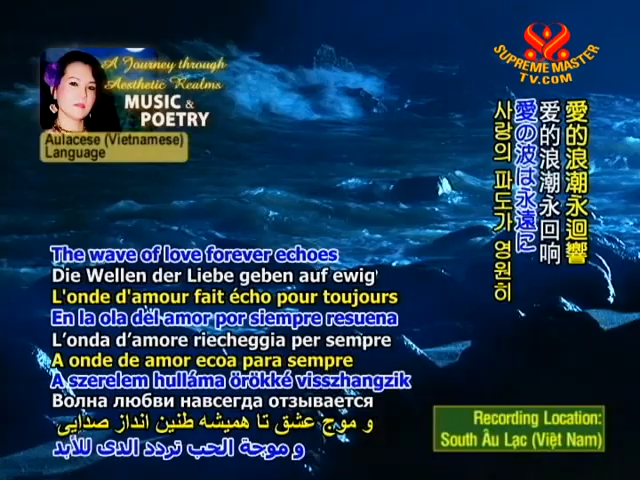 A Journey through
Aesthetic Realms
MUSIC &
POETRY
Aulacese (Vietnamese)
Language
SUPREME MASTER
TV.COM
愛的浪潮永迴響
爱的浪潮永回响
愛の波は永遠に
사랑의 파도가 영원히
The wave of love forever echoes
Die Wellen der Liebe geben auf ewig
L'onde d'amour fait écho pour toujours
En la ola del amor por siempre resuena
L'onda d'amore riecheggia per sempre
A onde de amor ecoa para sempre
A szerelem hulláma örökké visszhangzik
Волна любви навсегда отзывается
و موج عشق تا همیشه طنین انداز صدایی
و موجة الحب تردد الدى للأبد
Recording Location:
South Âu Lạc (Việt Nam)